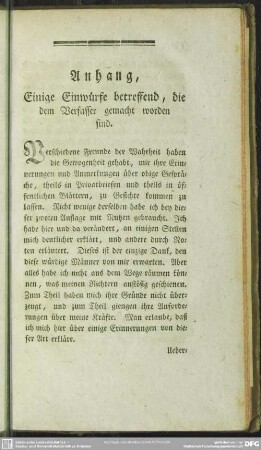 Anhang,
Einige Einwürfe betreffend, die
dem Verfasser gemacht worden
sind.
Verschiedene Freunde der Wahrheit haben
die Gewogenheit gehabt, mir ihre Erin-
nerungen und Anmerkungen über obige Gesprä-
che, theils in Privatbriefen und theils in öf-
fentlichen Blättern, zu Gesichte kommen zu
lassen. Nicht wenige derselben habe ich bey die-
ser zwoten Auflage mit Nutzen gebraucht. Ich
habe hier und da verändert, an einigen Stellen
mich deutlicher erklärt, und andere durch No-
ten erläutert. Dieses ist der einzige Dank, den
diese würdige Männer von mir erwarten. Aber
alles habe ich nicht aus dem Wege räumen kön-
nen, was meinen Richtern anstößig geschienen.
Zum Theil haben mich ihre Gründe nicht über-
zeugt, und zum Theil giengen ihre Anforde-
rungen über meine Kräfte. Man erlaube, daß
ich mich hier über einige Erinnerungen von die-
ser Art erkläre.
Ueber-